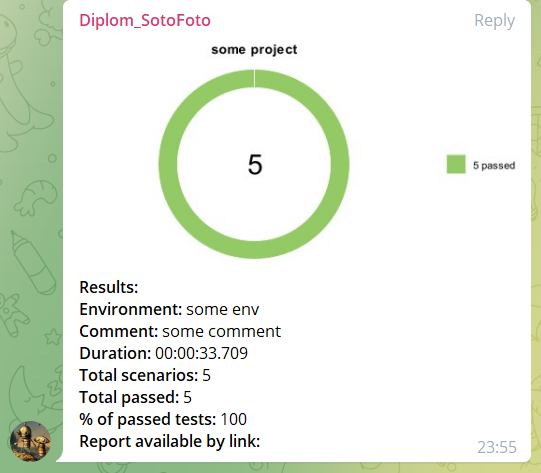 Diplom_SotoFoto
Reply
some project
5
5 passed
Results:
Environment: some env
Comment: some comment
Duration: 00:00:33.709
Total scenarios: 5
Total passed: 5
% of passed tests: 100
Report available by link:
23:55